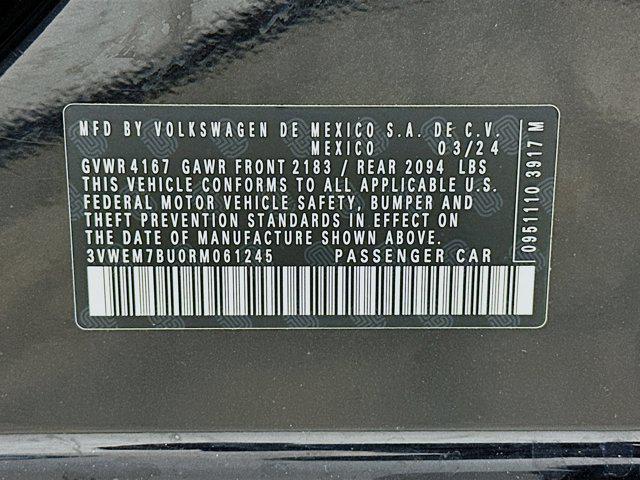 MFD BY VOLKSWAGEN DE MEXICO S.A. DE C.V.
MEXICO 03/24
GVWR 4167 GAWR FRONT 2183 / REAR 2094 LBS
THIS VEHICLE CONFORMS TO ALL APPLICABLE U.S.
FEDERAL MOTOR VEHICLE SAFETY, BUMPER AND
THEFT PREVENTION STANDARDS IN EFFECT ON
THE DATE OF MANUFACTURE SHOWN ABOVE.
3VWEM7BU0RM061245 PASSENGER CAR
0951110 3917 M